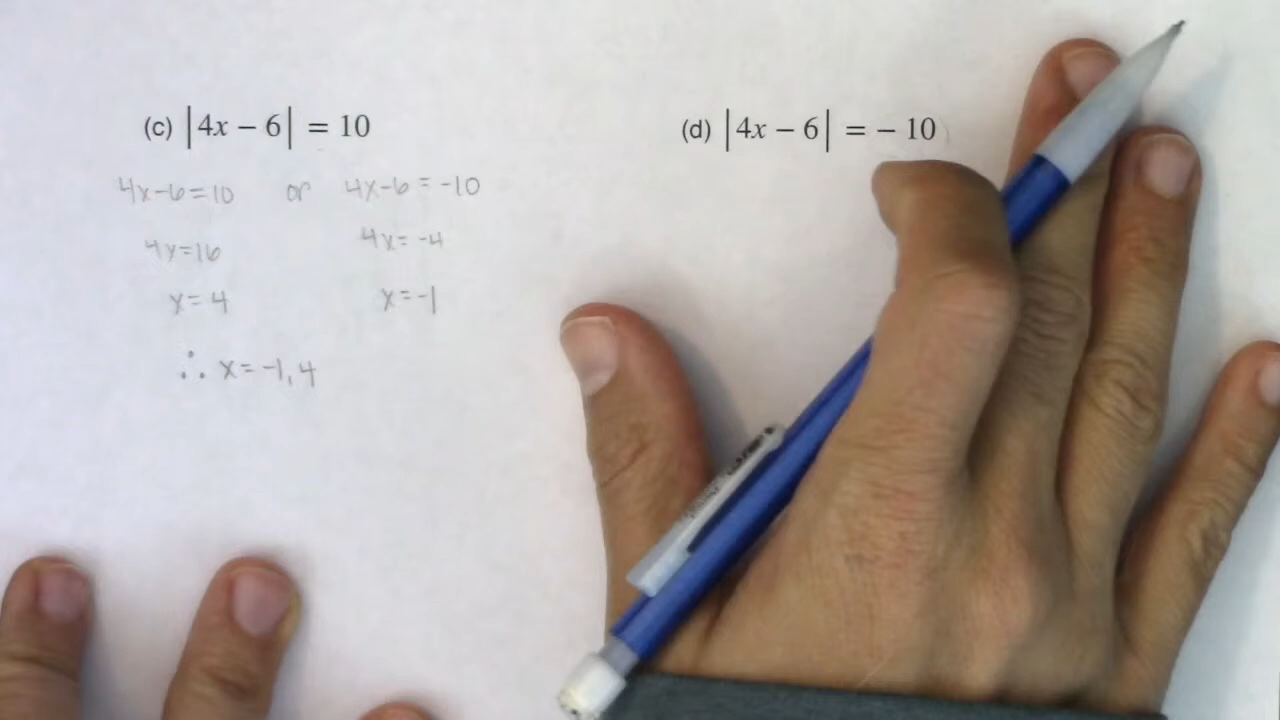 (c) |4x − 6| = 10
4x-6=10 or 4x-6=-10
4x=16 4x=-4
x=4 x=-1
∴ x=-1,4
(d) |4x − 6| = − 10